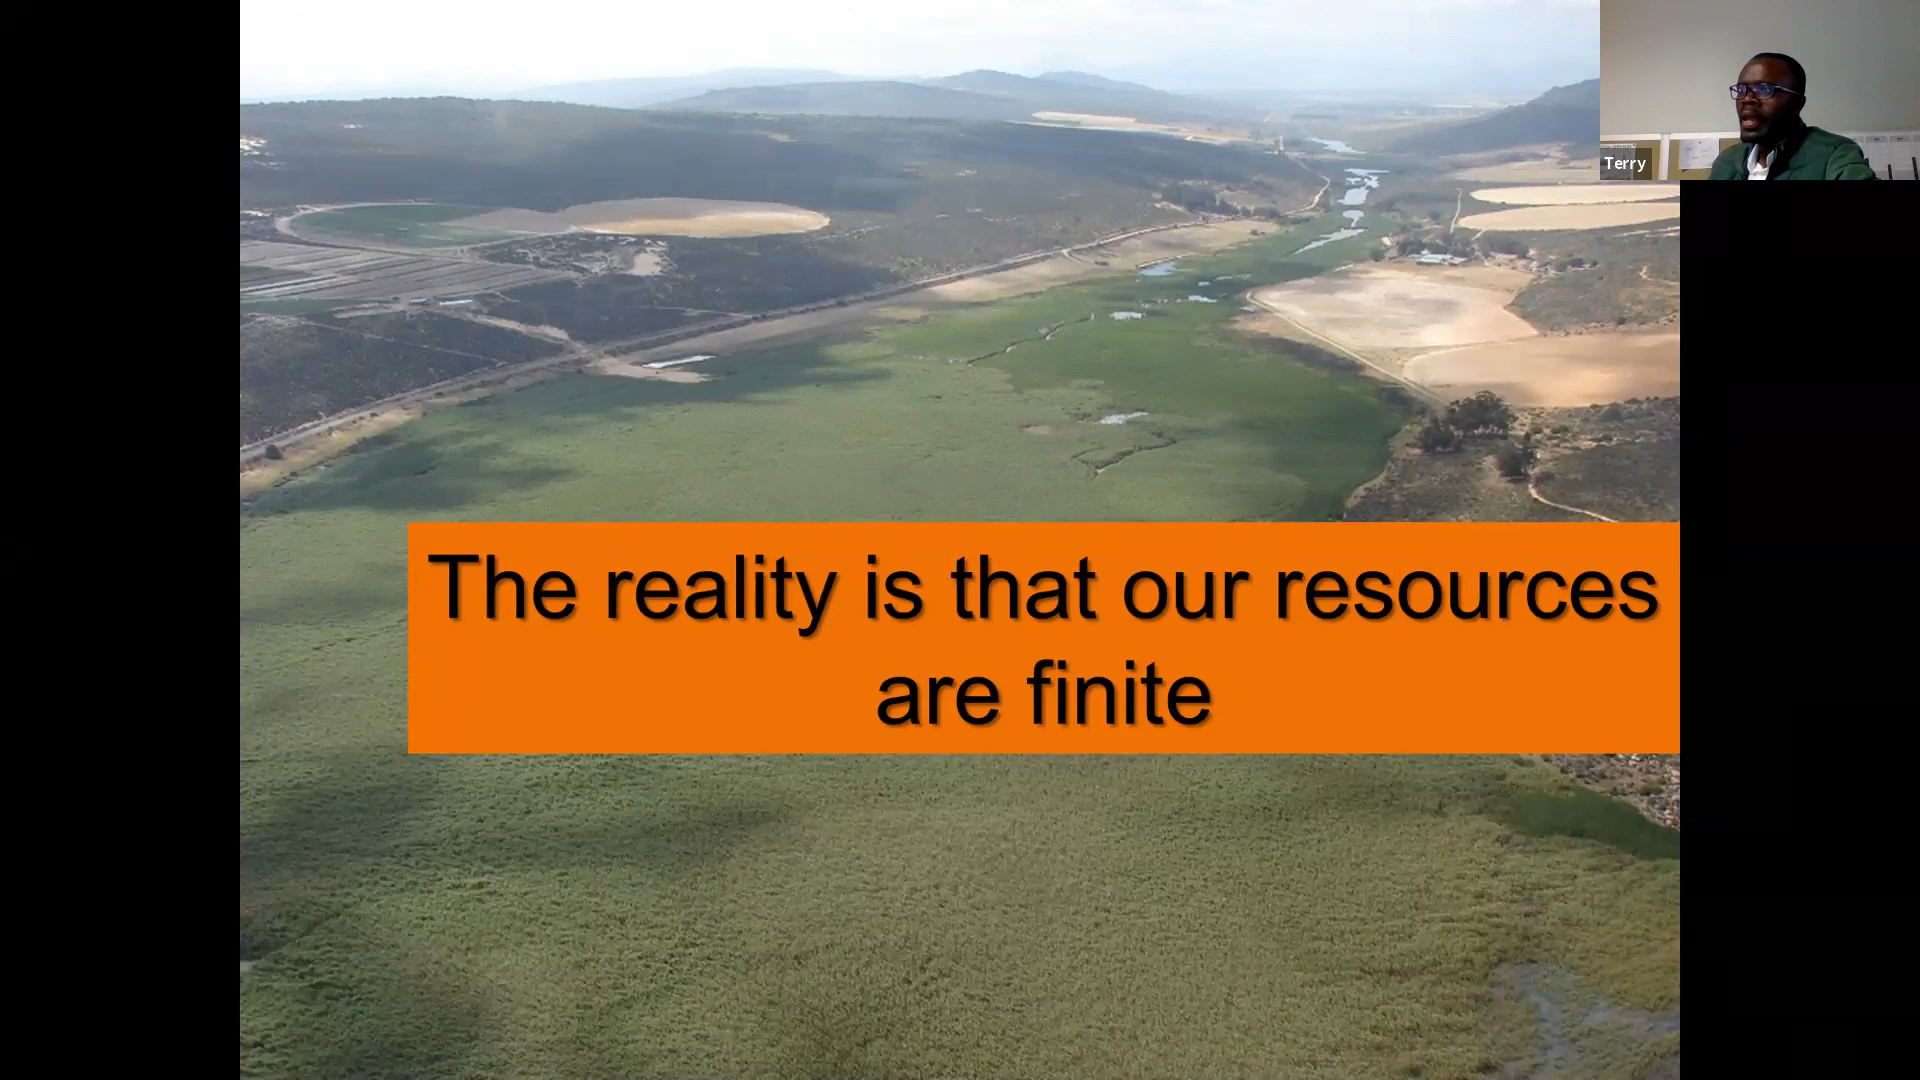 Terry
The reality is that our resources
are finite